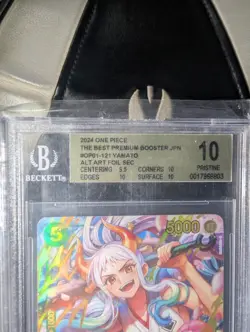 2024 ONE PIECE
THE BEST PREMIUM BOOSTER JPN
#OP01-121 YAMATO
ALT ART FOIL SEC
CENTERING 9.5 CORNERS 10
EDGES 10 SURFACE 10
10
PRISTINE
BECKETT
5
5000